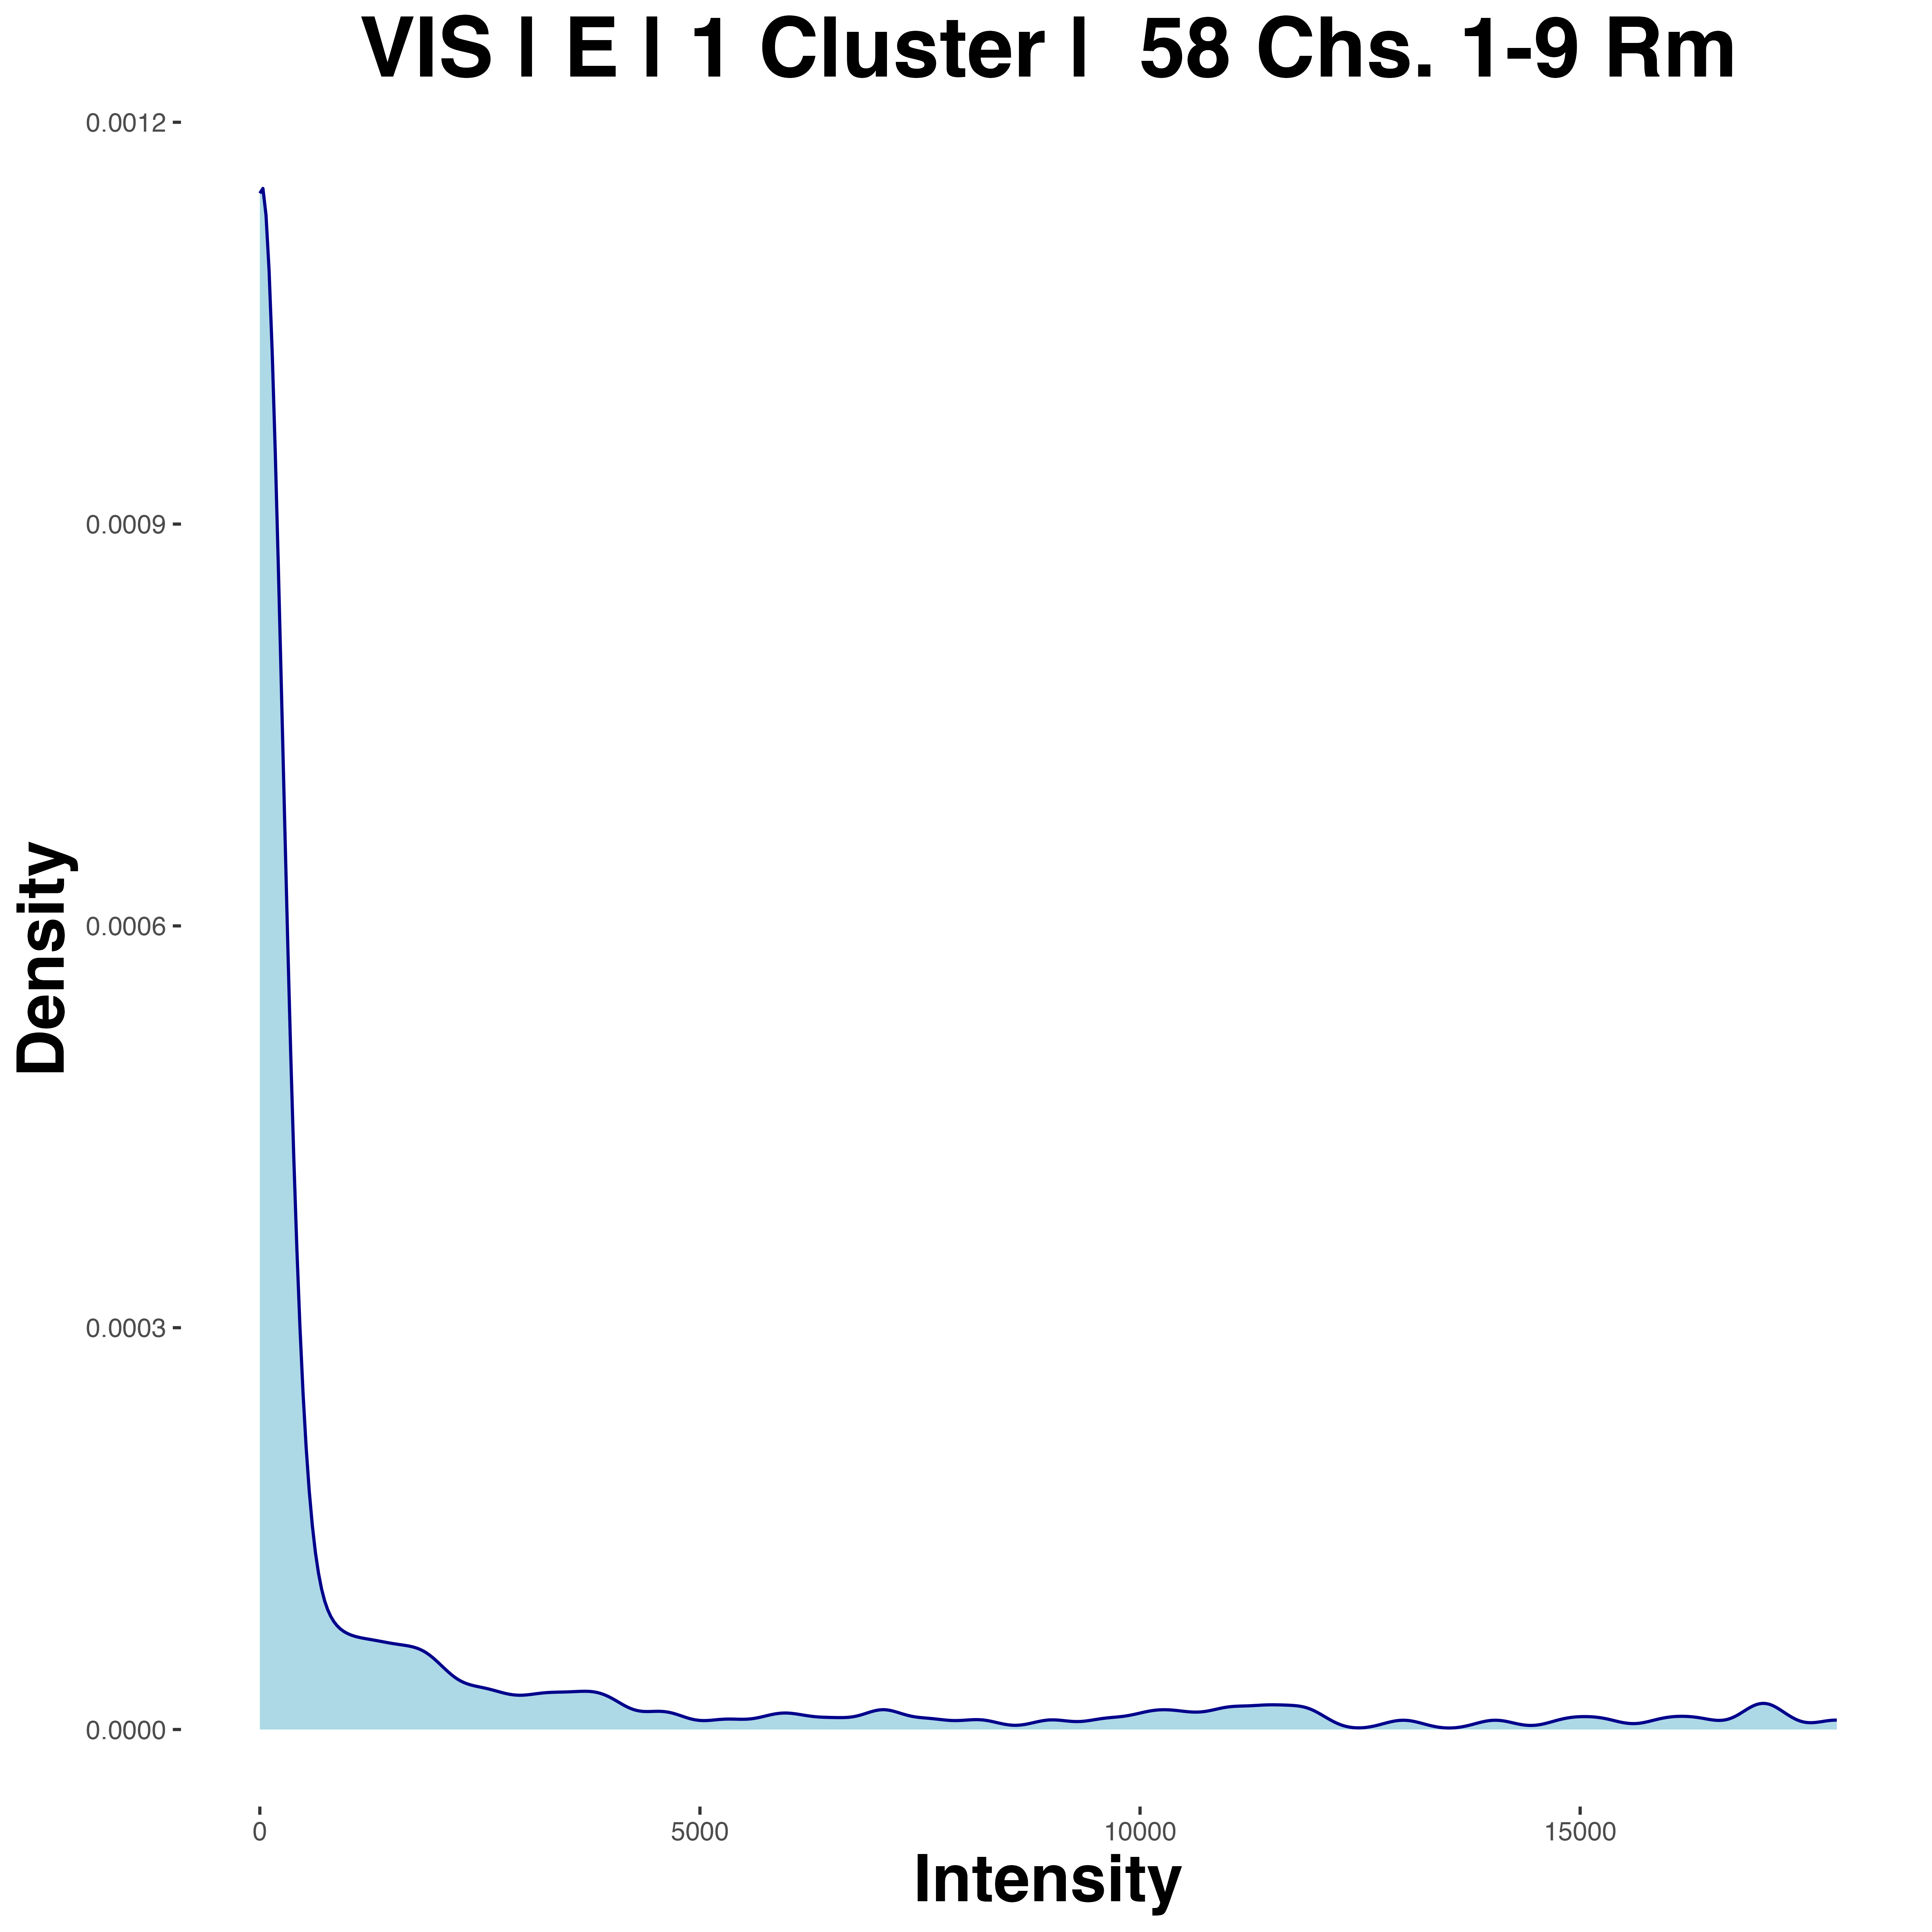 VIS | E | 1 Cluster |  58 Chs. 1-9 Rm
0.0012
0.0009
0.0006
0.0003
0.0000
Density
0 5000 10000 15000
Intensity